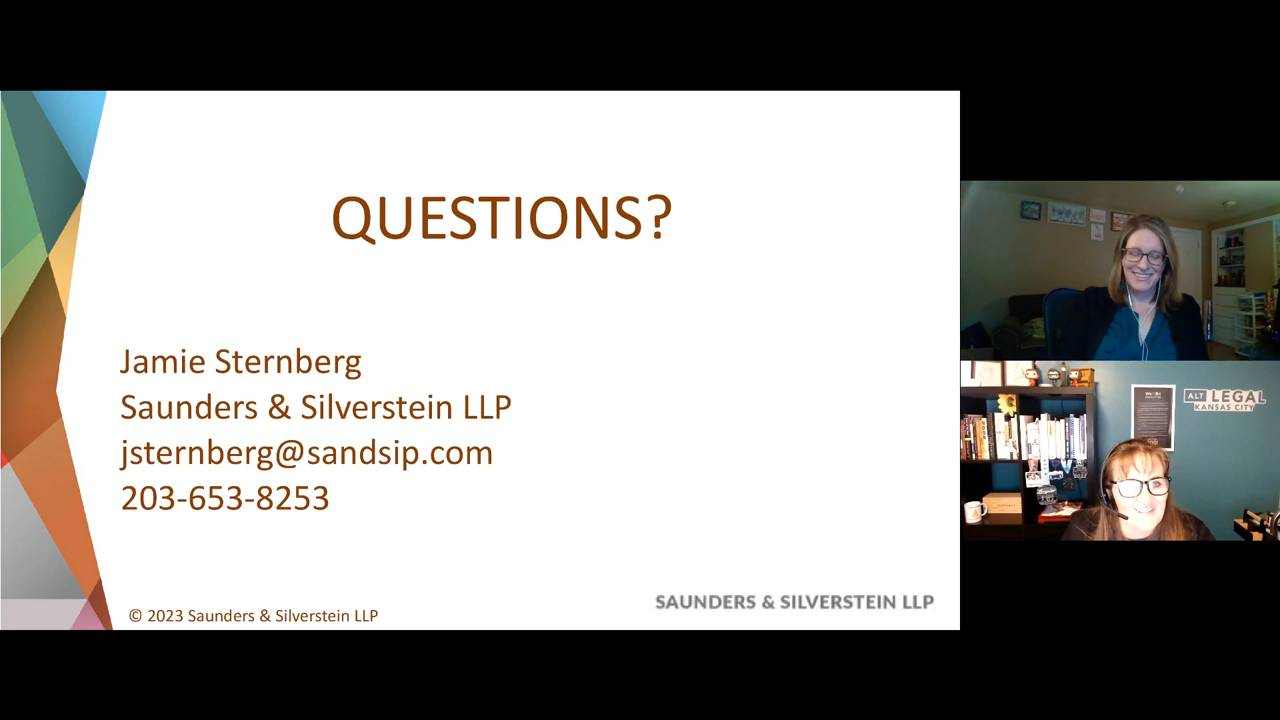 QUESTIONS?
Jamie Sternberg
Saunders & Silverstein LLP
jsternberg@sandsip.com
203-653-8253
© 2023 Saunders & Silverstein LLP
SAUNDERS & SILVERSTEIN LLP
ALT LEGAL
KANSAS CITY